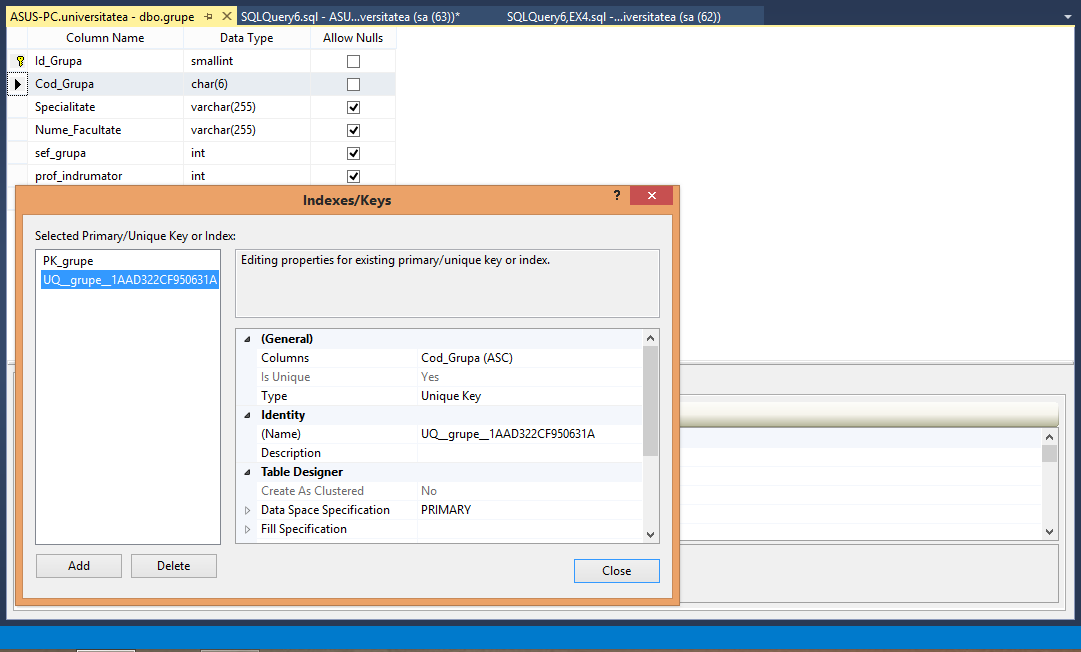 ASUS-PC.universitatea - dbo.grupe SQLQuery6.sql - ASU...versitatea (sa (63))* SQLQuery6,EX4.sql -...iversitatea (sa (62))
Column Name Data Type Allow Nulls
Id_Grupa smallint
Cod_Grupa char(6)
Specialitate varchar(255)
Nume_Facultate varchar(255)
sef_grupa int
prof_indrumator int
Indexes/Keys
Selected Primary/Unique Key or Index:
PK_grupe
UQ__grupe__1AAD322CF950631A
Editing properties for existing primary/unique key or index.
(General)
Columns Cod_Grupa (ASC)
Is Unique Yes
Type Unique Key
Identity
(Name) UQ__grupe__1AAD322CF950631A
Description
Table Designer
Create As Clustered No
Data Space Specification PRIMARY
Fill Specification
Add Delete Close